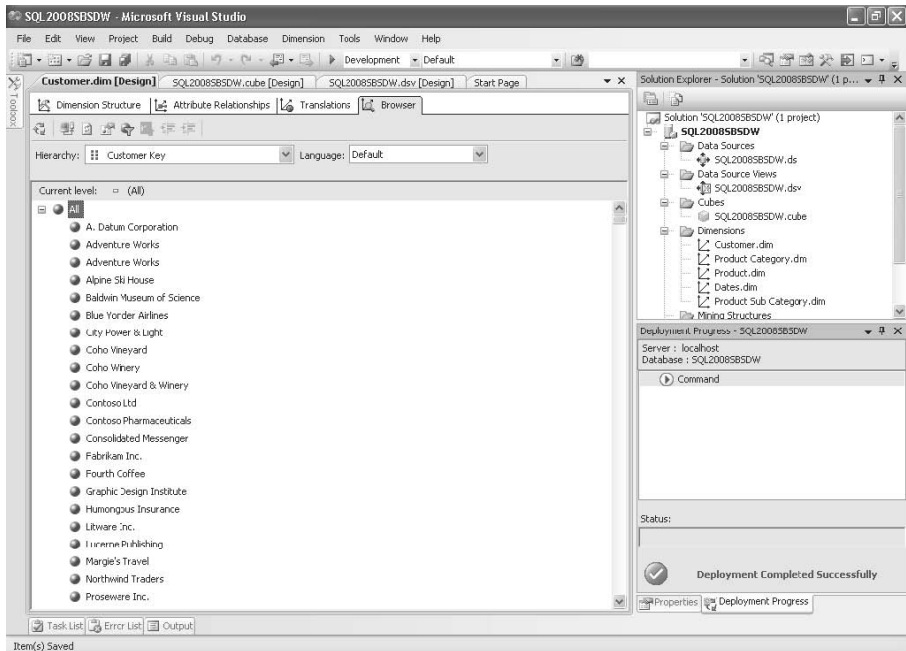 SQL2008SBSDW - Microsoft Visual Studio
File Edit View Project Build Debug Database Dimension Tools Window Help
Development Default
Toolbox
Customer.dim [Design] SQL2008SBSDW.cube [Design] SQL2008SBSDW.dsv [Design] Start Page
Dimension Structure Attribute Relationships Translations Browser
Hierarchy: Customer Key Language: Default
Current level: (All)
All
A. Datum Corporation
Adventure Works
Adventure Works
Alpine Ski House
Baldwin Museum of Science
Blue Yonder Airlines
City Power & Light
Coho Vineyard
Coho Winery
Coho Vineyard & Winery
Contoso Ltd
Contoso Pharmaceuticals
Consolidated Messenger
Fabrikam Inc.
Fourth Coffee
Graphic Design Institute
Humongous Insurance
Litware Inc.
Lucerne Publishing
Margie's Travel
Northwind Traders
Proseware Inc.
Solution Explorer - Solution 'SQL2008SBSDW' (1 p...
Solution 'SQL2008SBSDW' (1 project)
SQL2008SBSDW
Data Sources
SQL2008SBSDW.ds
Data Source Views
SQL2008SBSDW.dsv
Cubes
SQL2008SBSDW.cube
Dimensions
Customer.dim
Product Category.dim
Product.dim
Dates.dim
Product Sub Category.dim
Mining Structures
Deployment Progress - SQL2008SBSDW
Server : localhost
Database : SQL2008SBSDW
Command
Status:
Deployment Completed Successfully
Properties Deployment Progress
Task List Error List Output
Item(s) Saved